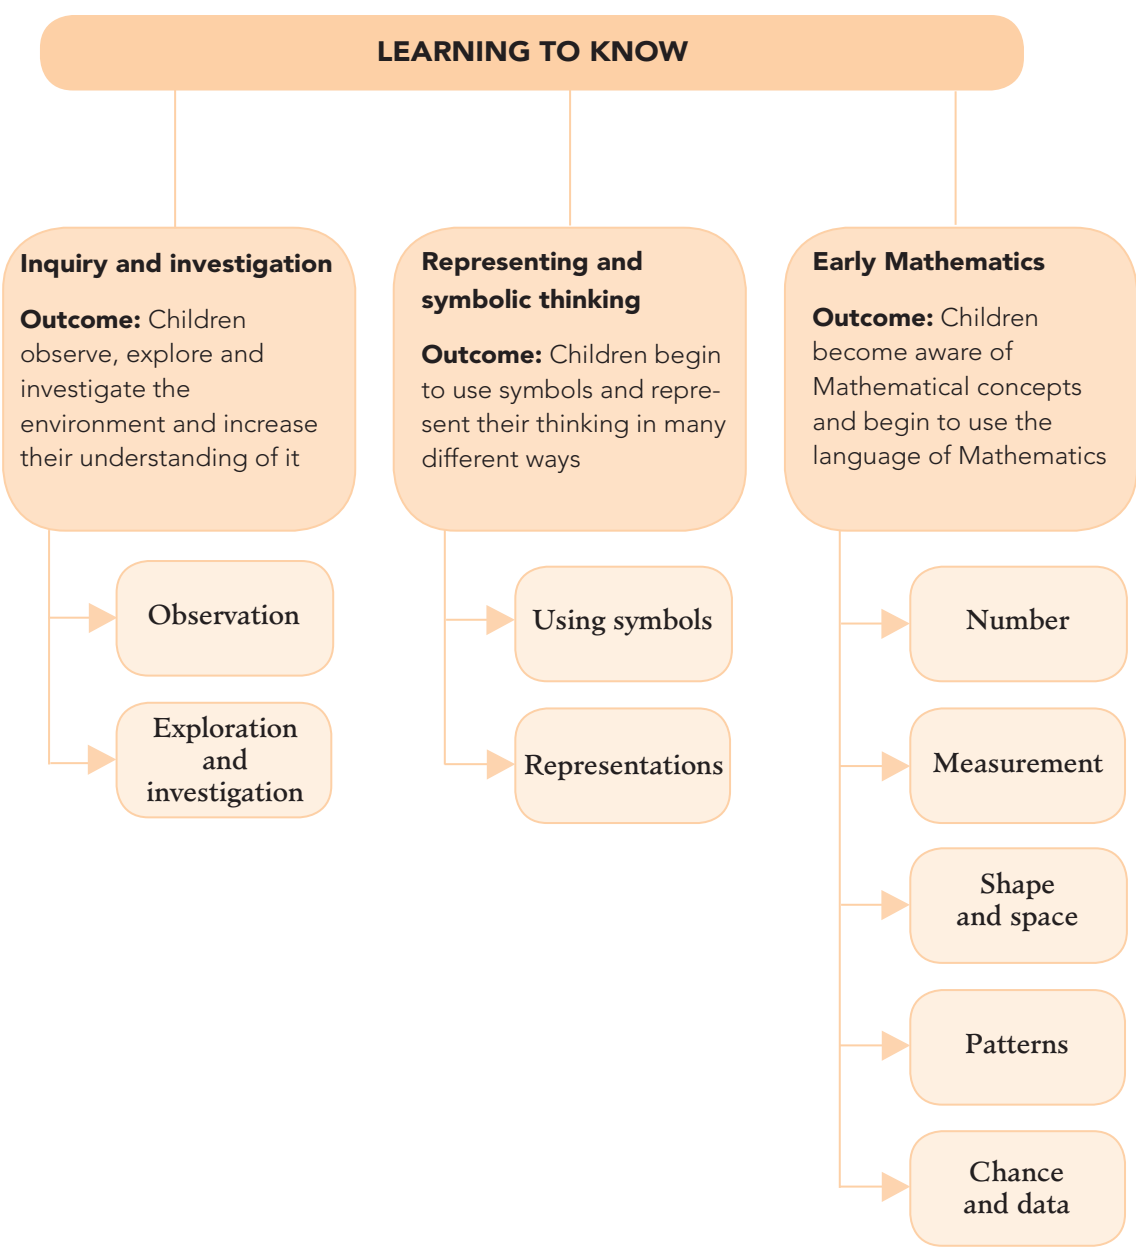 LEARNING TO KNOW
Inquiry and investigation
Outcome: Children
observe, explore and
investigate the
environment and increase
their understanding of it
Observation
Exploration
and
investigation
Representing and
symbolic thinking
Outcome: Children begin
to use symbols and repre-
sent their thinking in many
different ways
Using symbols
Representations
Early Mathematics
Outcome: Children
become aware of
Mathematical concepts
and begin to use the
language of Mathematics
Number
Measurement
Shape
and space
Patterns
Chance
and data